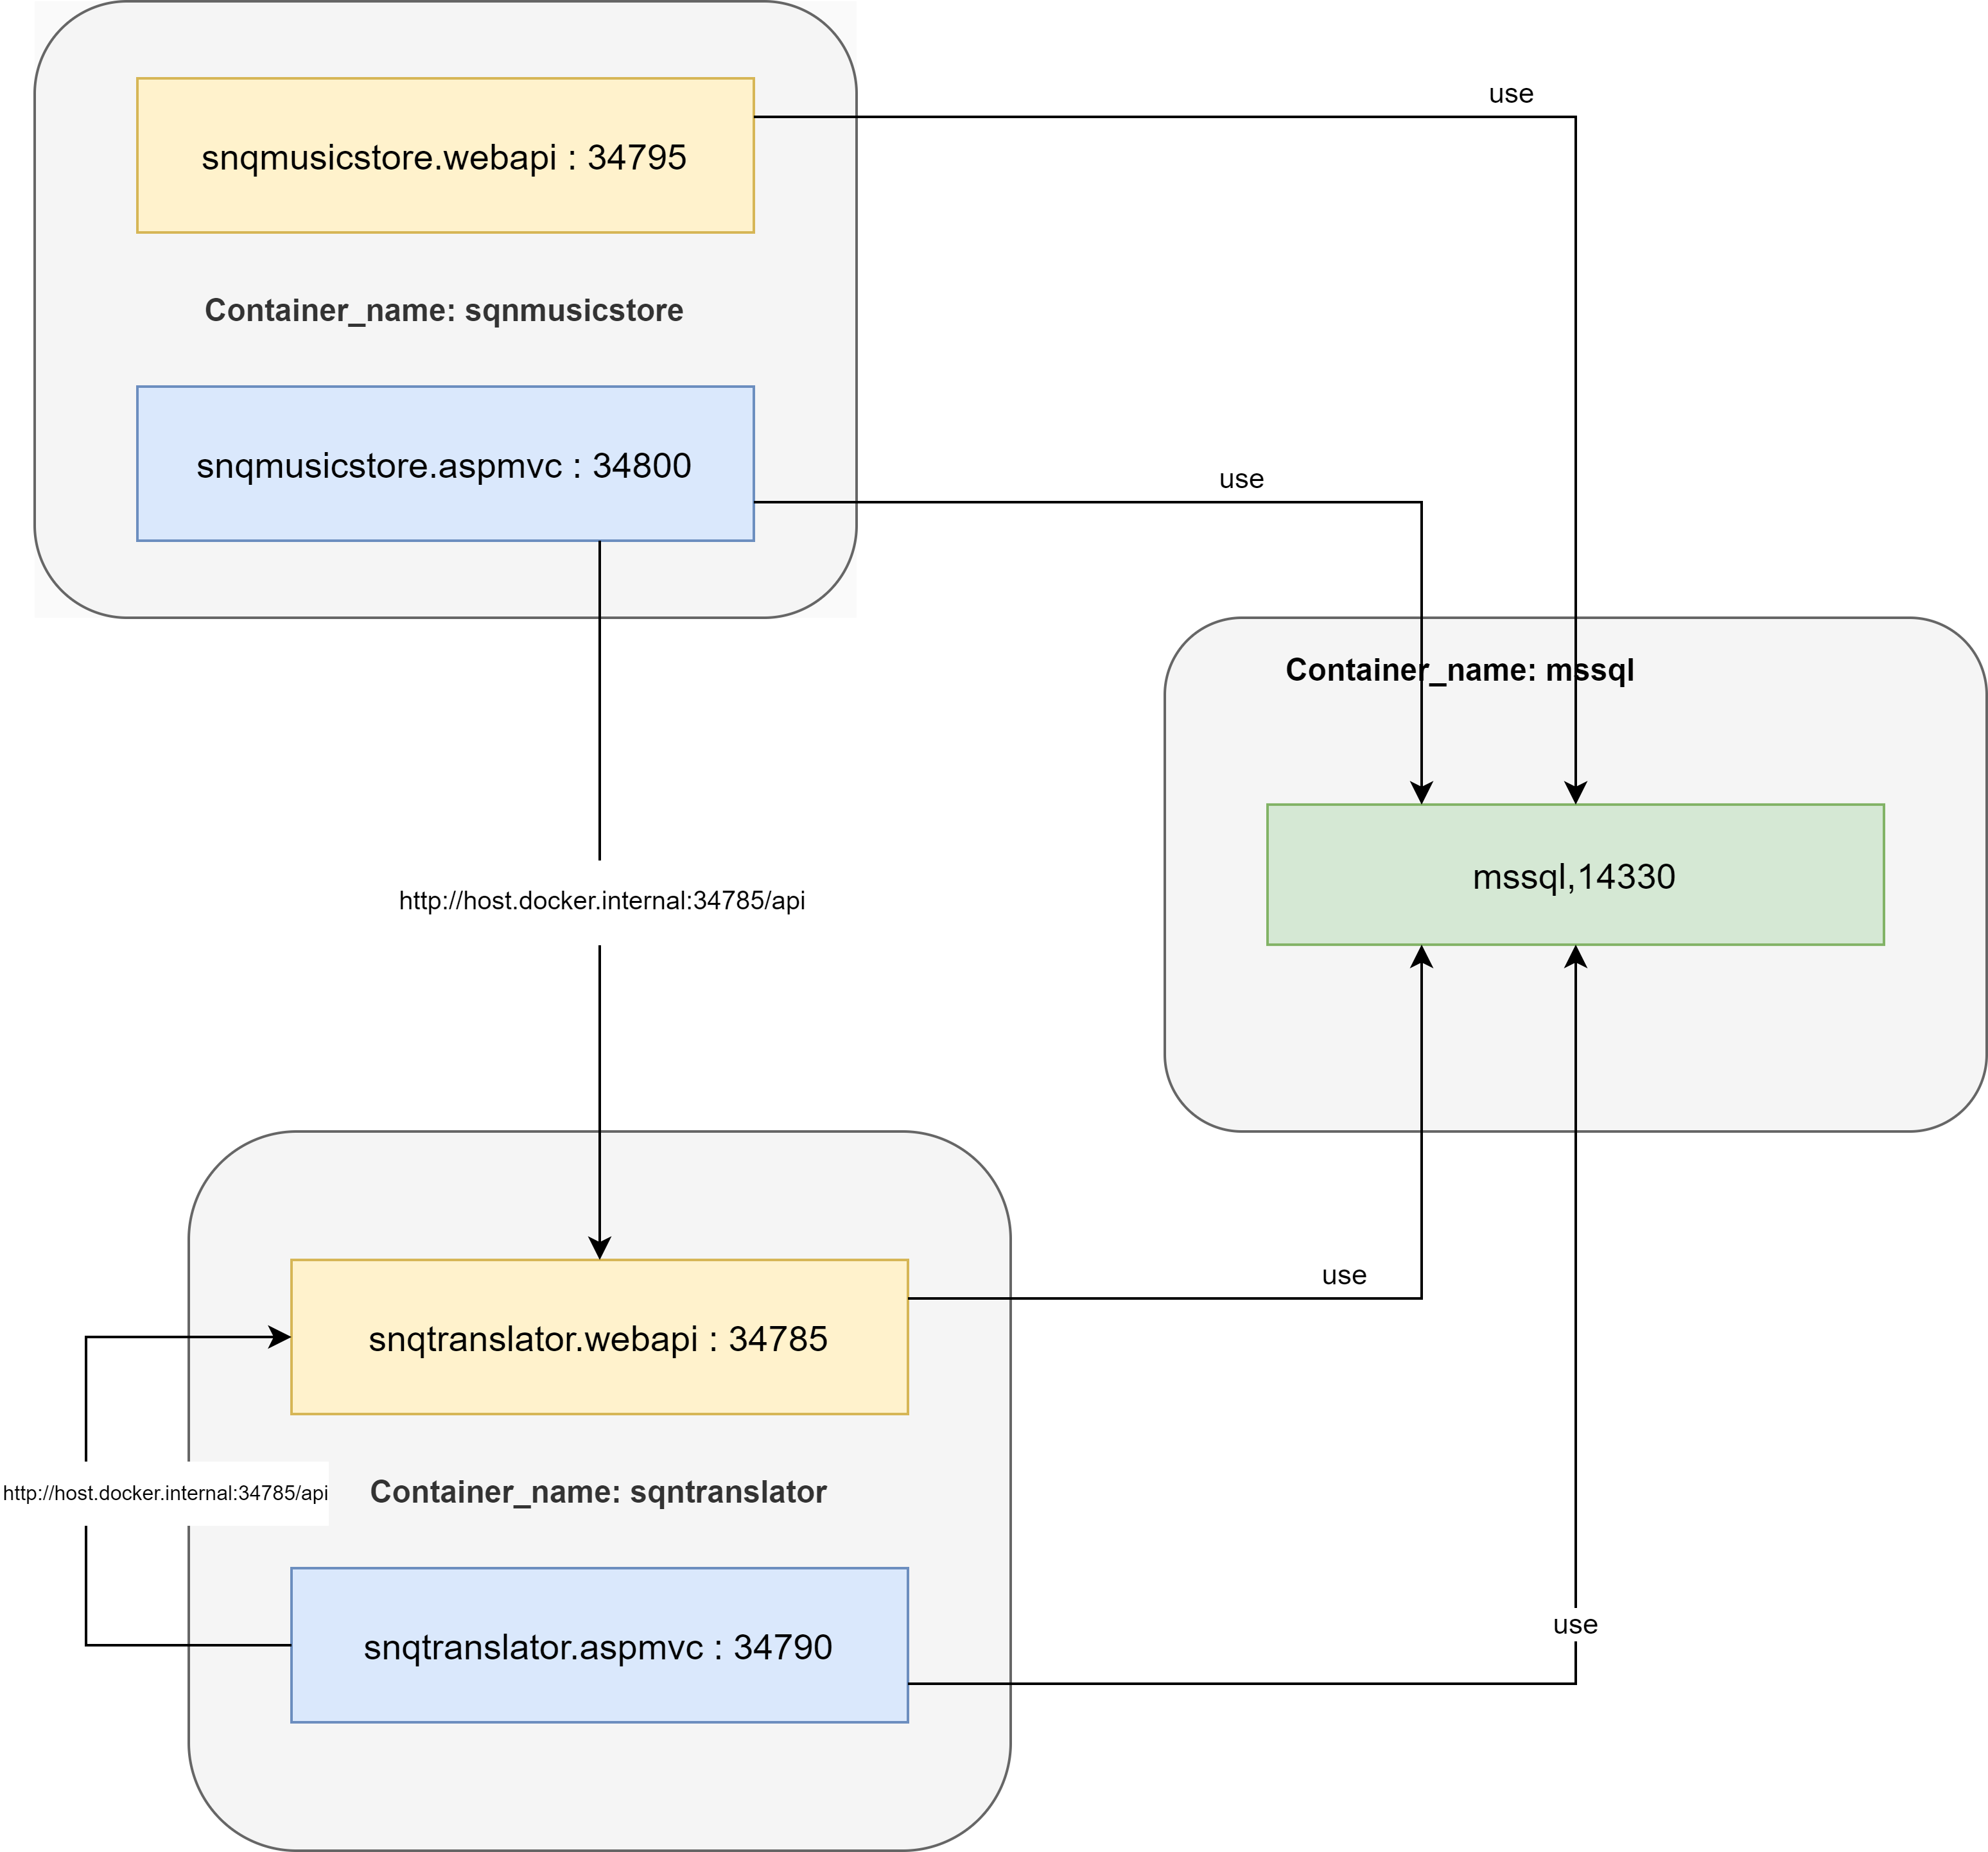 use
snqmusicstore.webapi : 34795
Container_name: sqnmusicstore
snqmusicstore.aspmvc : 34800
use
Container_name: mssql
mssql,14330
http://host.docker.internal:34785/api
use
snqtranslator.webapi : 34785
http://host.docker.internal:34785/api
Container_name: sqntranslator
use
snqtranslator.aspmvc : 34790